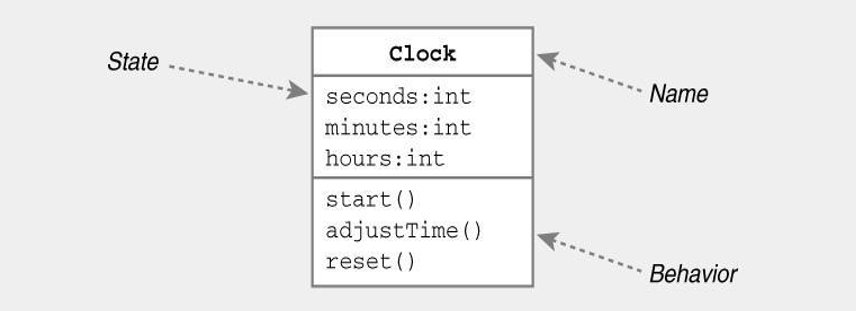 Clock
State
Name
seconds:int
minutes:int
hours:int
start()
adjustTime()
reset()
Behavior